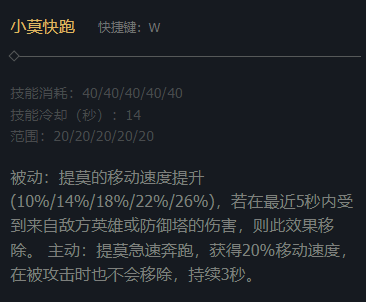 小莫快跑 快捷键：W
技能消耗：40/40/40/40/40
技能冷却（秒）：14
范围：20/20/20/20/20
被动：提莫的移动速度提升
(10%/14%/18%/22%/26%)，若在最近5秒内受
到来自敌方英雄或防御塔的伤害，则此效果移
除。 主动：提莫急速奔跑，获得20%移动速度，
在被攻击时也不会移除，持续3秒。